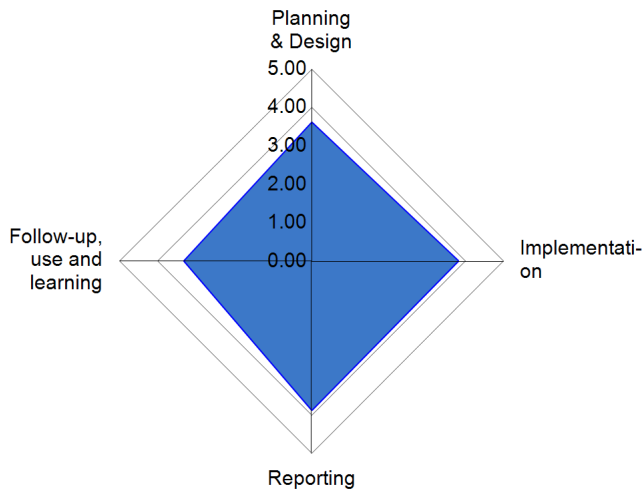 Planning
& Design
5.00
4.00
3.00
2.00
1.00
0.00
Follow-up,
use and
learning
Implementati-
on
Reporting